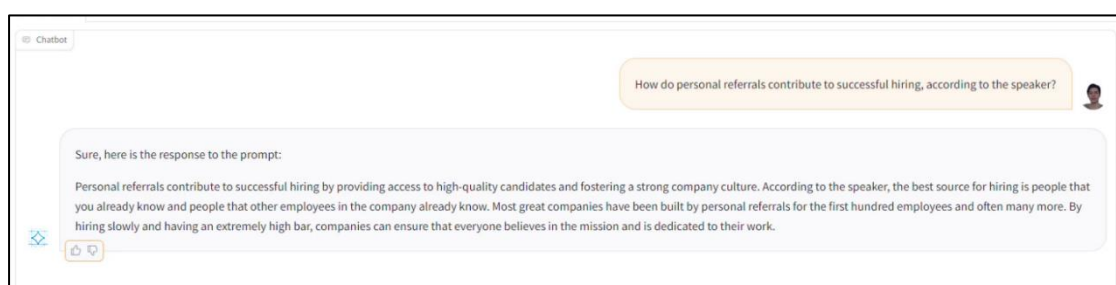 Chatbot
How do personal referrals contribute to successful hiring, according to the speaker?
Sure, here is the response to the prompt:
Personal referrals contribute to successful hiring by providing access to high-quality candidates and fostering a strong company culture. According to the speaker, the best source for hiring is people that
you already know and people that other employees in the company already know. Most great companies have been built by personal referrals for the first hundred employees and often many more. By
hiring slowly and having an extremely high bar, companies can ensure that everyone believes in the mission and is dedicated to their work.